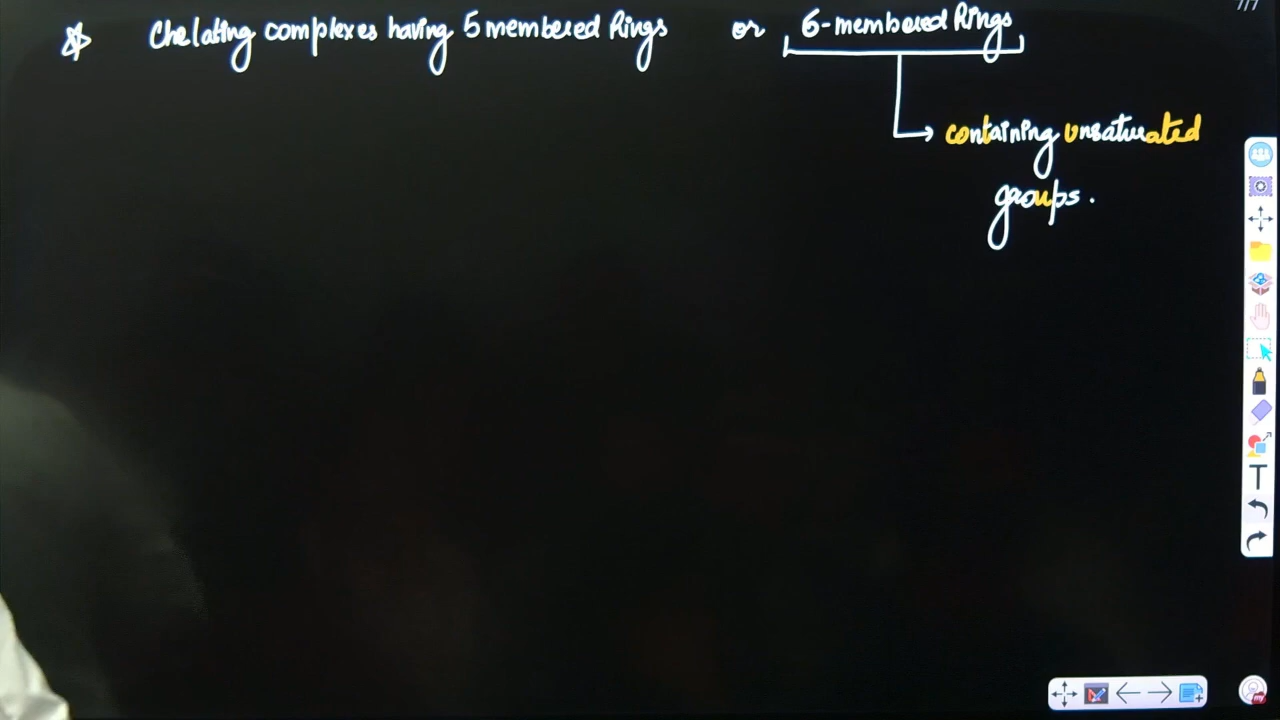 Chelating complexes having 5 membered Rings or 6-membered Rings
containing unsaturated
groups.
T